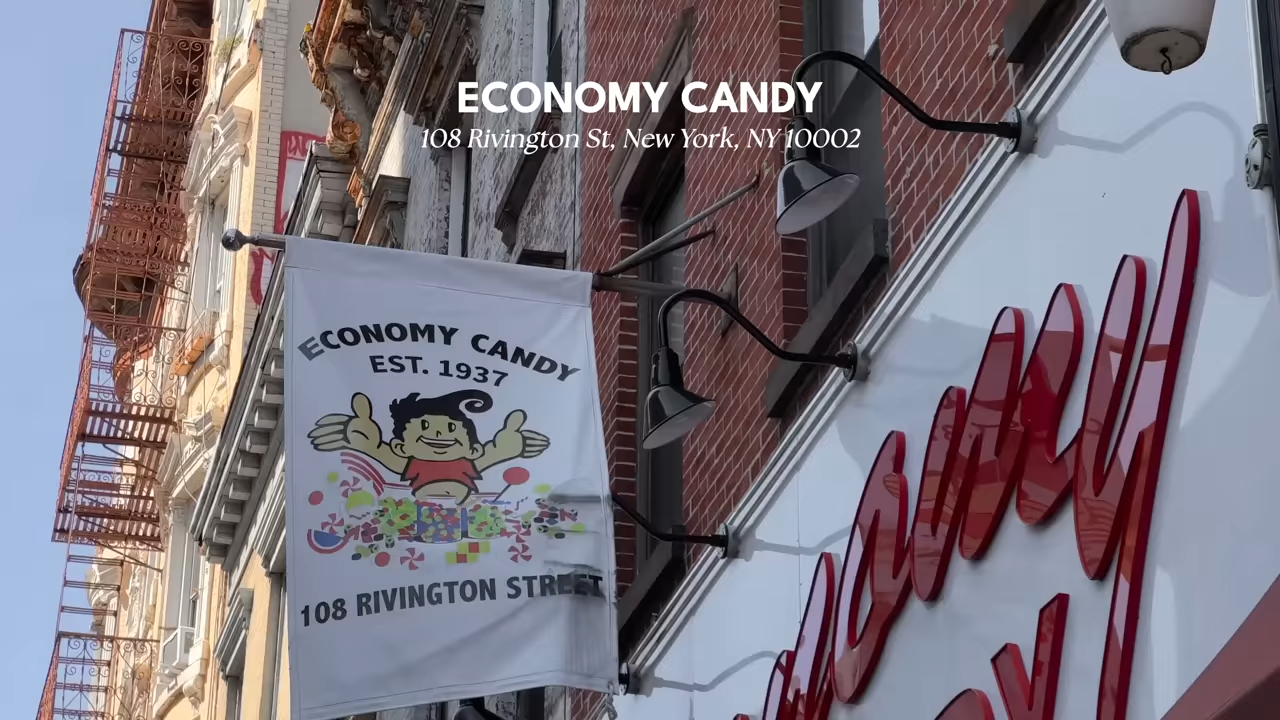 ECONOMY CANDY
108 Rivington St, New York, NY 10002
ECONOMY CANDY
EST. 1937
108 RIVINGTON STREET